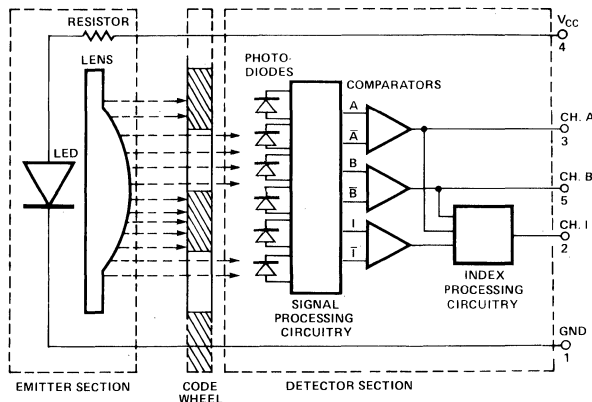 RESISTOR
V_CC
4
LENS
PHOTO-
DIODES
COMPARATORS
LED
A
A̅
CH. A
3
B
B̅
CH. B
5
I
I̅
CH. I
2
SIGNAL
PROCESSING
CIRCUITRY
INDEX
PROCESSING
CIRCUITRY
GND
1
EMITTER SECTION
CODE
WHEEL
DETECTOR SECTION